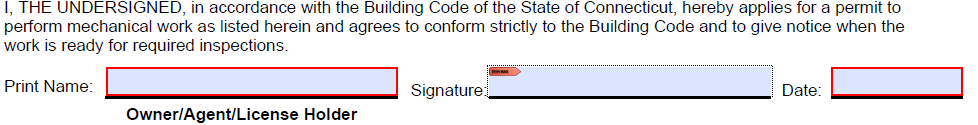 I, THE UNDERSIGNED, in accordance with the Building Code of the State of Connecticut, hereby applies for a permit to
perform mechanical work as listed herein and agrees to conform strictly to the Building Code and to give notice when the
work is ready for required inspections.
Print Name: Signature: Date:
Owner/Agent/License Holder